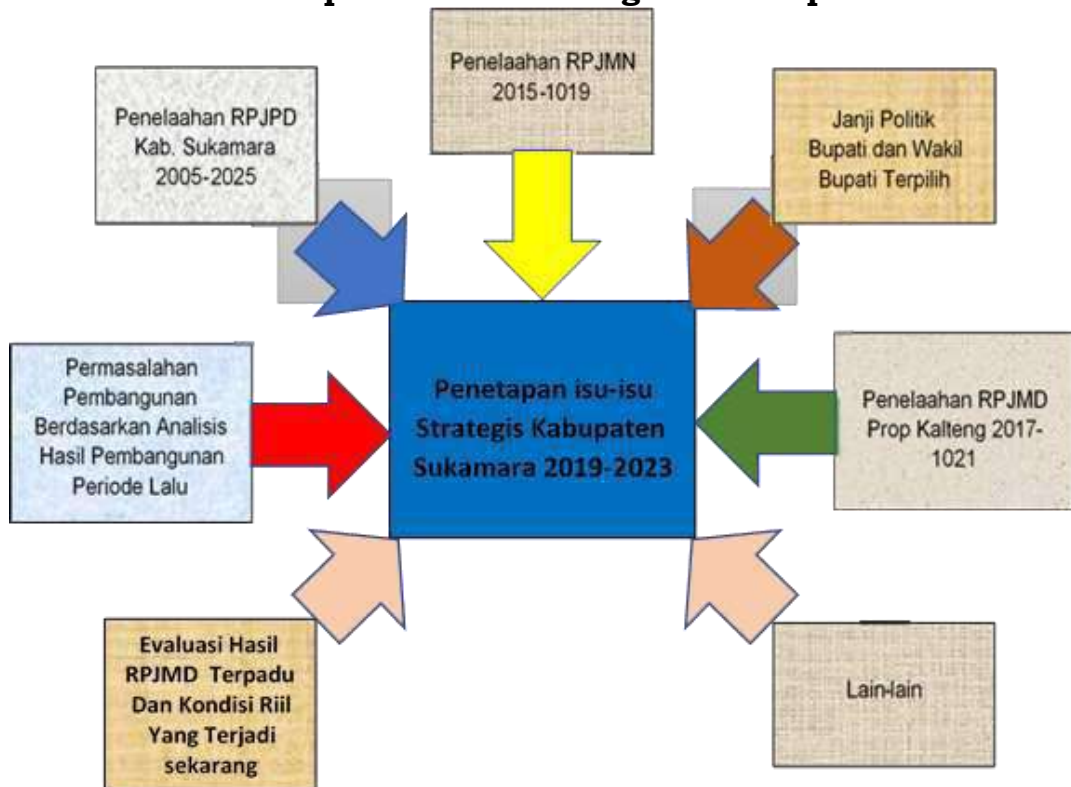 Penelaahan RPJMN
2015-1019
Penelaahan RPJPD
Kab. Sukamara
2005-2025
Janji Politik
Bupati dan Wakil
Bupati Terpilih
Permasalahan
Pembangunan
Berdasarkan Analisis
Hasil Pembangunan
Periode Lalu
Penetapan isu-isu
Strategis Kabupaten
Sukamara 2019-2023
Penelaahan RPJMD
Prop Kalteng 2017-
1021
Evaluasi Hasil
RPJMD Terpadu
Dan Kondisi Riil
Yang Terjadi
sekarang
Lain-lain